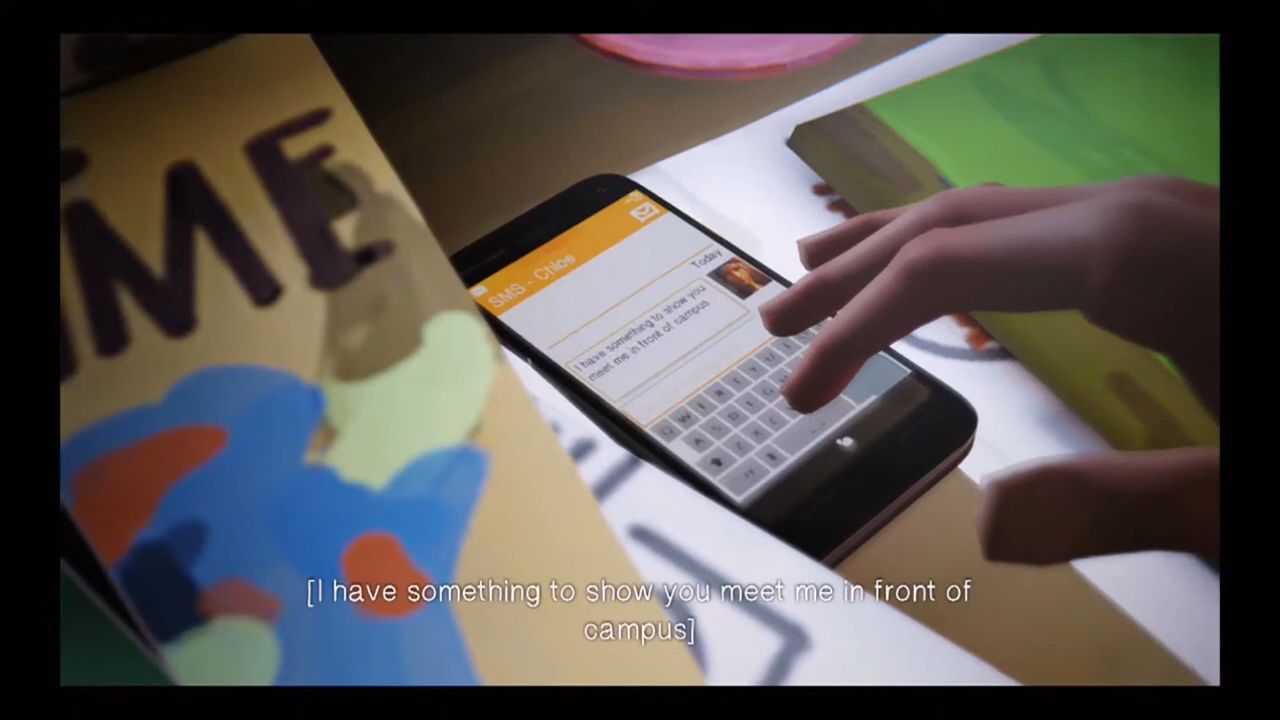 IME
SMS - Chloe
Today
I have something to show you
meet me in front of campus
[I have something to show you meet me in front of
campus]